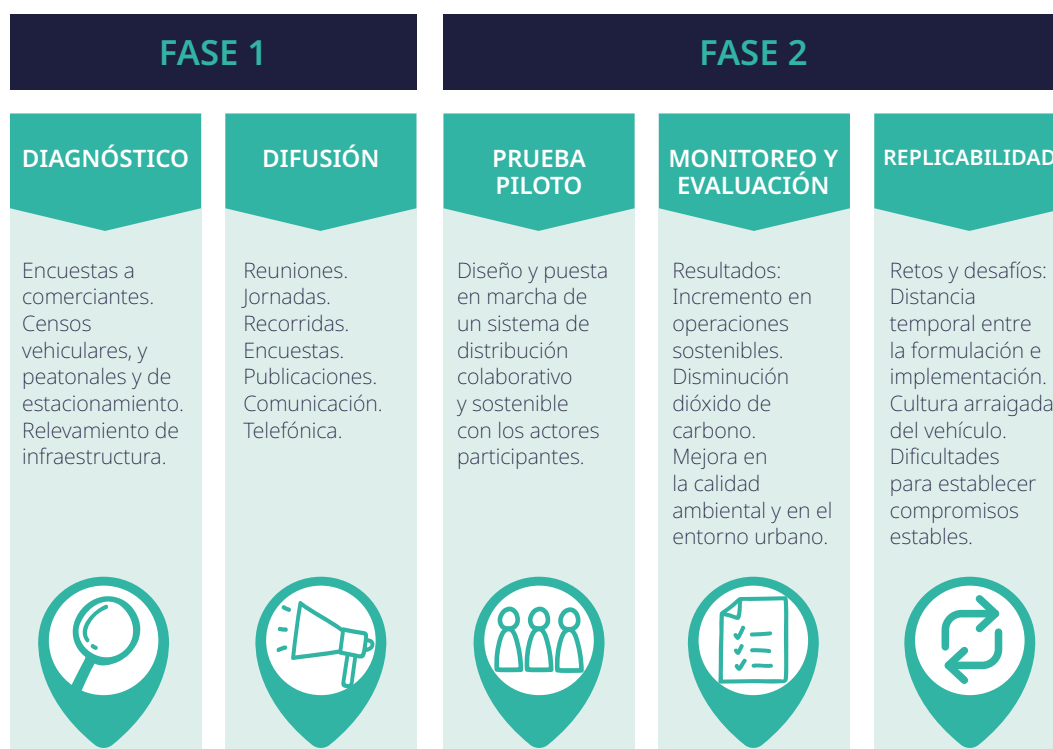 FASE 1
FASE 2
DIAGNÓSTICO
Encuestas a
comerciantes.
Censos
vehiculares, y
peatonales y de
estacionamiento.
Relevamiento de
infraestructura.
DIFUSIÓN
Reuniones.
Jornadas.
Recorridas.
Encuestas.
Publicaciones.
Comunicación.
Telefónica.
PRUEBA
PILOTO
Diseño y puesta
en marcha de
un sistema de
distribución
colaborativo
y sostenible
con los actores
participantes.
MONITOREO Y
EVALUACIÓN
Resultados:
Incremento en
operaciones
sostenibles.
Disminución
dióxido de
carbono.
Mejora en
la calidad
ambiental y en el
entorno urbano.
REPLICABILIDAD
Retos y desafíos:
Distancia
temporal entre
la formulación e
implementación.
Cultura arraigada
del vehículo.
Dificultades
para establecer
compromisos
estables.